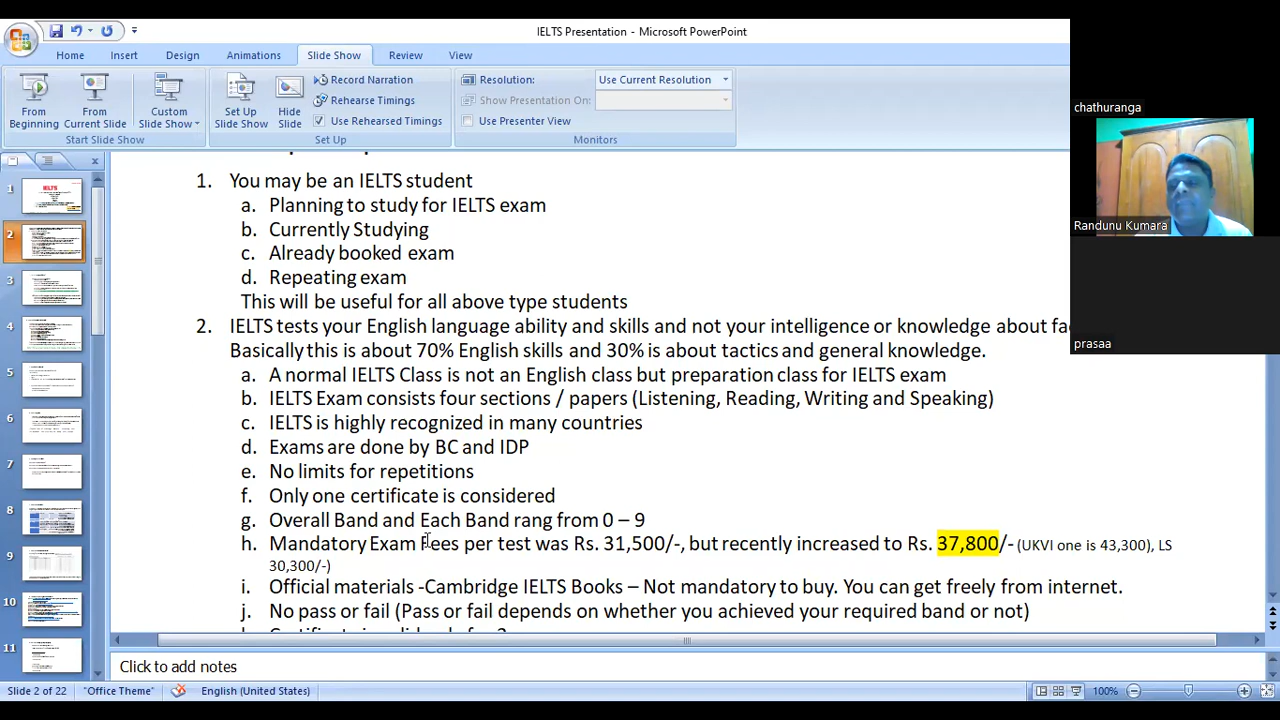 IELTS Presentation - Microsoft PowerPoint
Home Insert Design Animations Slide Show Review View
From Beginning
From Current Slide
Custom Slide Show
Set Up Slide Show
Hide Slide
Record Narration
Rehearse Timings
Use Rehearsed Timings
Resolution: Use Current Resolution
Show Presentation On:
Use Presenter View
Start Slide Show Set Up Monitors
chathuranga
Randunu Kumara
prasaa
1. You may be an IELTS student
a. Planning to study for IELTS exam
b. Currently Studying
c. Already booked exam
d. Repeating exam
This will be useful for all above type students
2. IELTS tests your English language ability and skills and not your intelligence or knowledge about
Basically this is about 70% English skills and 30% is about tactics and general knowledge.
a. A normal IELTS Class is not an English class but preparation class for IELTS exam
b. IELTS Exam consists four sections / papers (Listening, Reading, Writing and Speaking)
c. IELTS is highly recognized in many countries
d. Exams are done by BC and IDP
e. No limits for repetitions
f. Only one certificate is considered
g. Overall Band and Each Band rang from 0 – 9
h. Mandatory Exam Fees per test was Rs. 31,500/-, but recently increased to Rs. 37,800/- (UKVI one is 43,300), LS
30,300/-)
i. Official materials -Cambridge IELTS Books – Not mandatory to buy. You can get freely from internet.
j. No pass or fail (Pass or fail depends on whether you achieved your required band or not)
1
2
3
4
5
6
7
8
9
10
11
Click to add notes
Slide 2 of 22 "Office Theme" English (United States) 100%